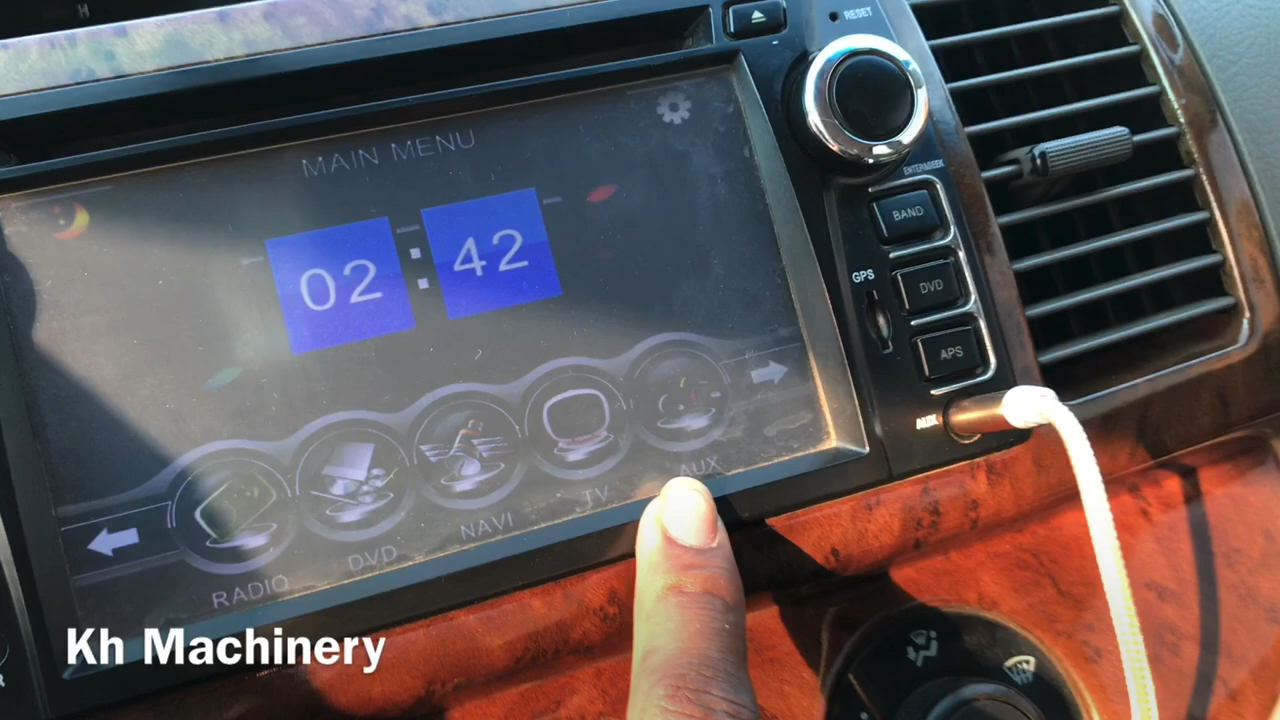 H
RESET
MAIN MENU
ENTER/SEEK
02:42
BAND
GPS
DVD
APS
AUX
AUX
TV
NAVI
DVD
RADIO
Kh Machinery
R